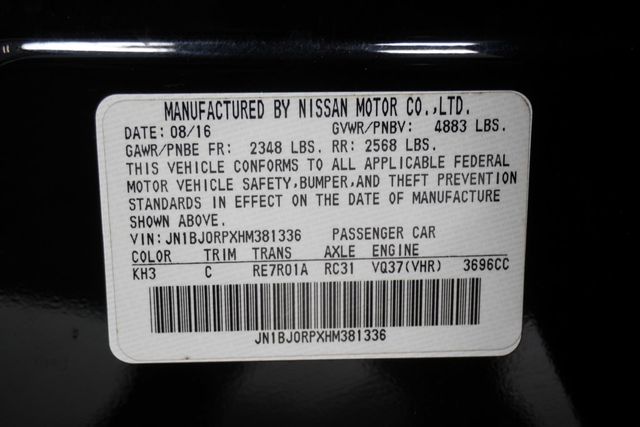 MANUFACTURED BY NISSAN MOTOR CO.,LTD.
DATE: 08/16 GVWR/PNBV: 4883 LBS.
GAWR/PNBE FR: 2348 LBS. RR: 2568 LBS.
THIS VEHICLE CONFORMS TO ALL APPLICABLE FEDERAL
MOTOR VEHICLE SAFETY,BUMPER,AND THEFT PREVENTION
STANDARDS IN EFFECT ON THE DATE OF MANUFACTURE
SHOWN ABOVE.
VIN: JN1BJ0RPXHM381336 PASSENGER CAR
COLOR TRIM TRANS AXLE ENGINE
KH3 C RE7R01A RC31 VQ37(VHR) 3696CC
JN1BJ0RPXHM381336